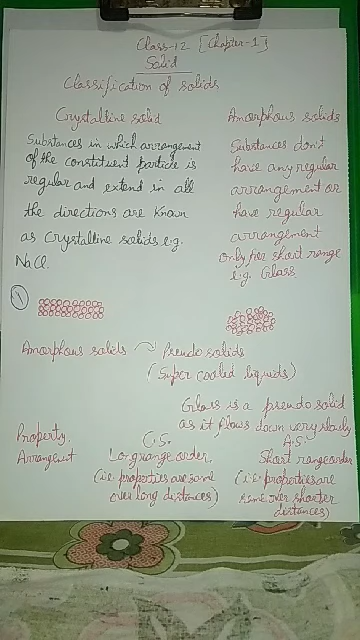 Class-12 [Chapter-1]
Solid
Classification of solids
Crystalline solid
Substances in which arrangement
of the constituent particle is
regular and extend in all
the directions are known
as crystalline solids e.g.
NaCl.
Amorphous solids
Substances don't
have any regular
arrangement or
have regular
arrangement
only for short range
e.g. Glass
1
Amorphous solids → Pseudo solids
(Super cooled liquids)
Glass is a pseudo solid
as it flows down very slowly
Property. C.S. A.S.
Arrangement Long range order Short range order
(i.e. properties are same (i.e. properties are
over long distances) same over shorter
distances)